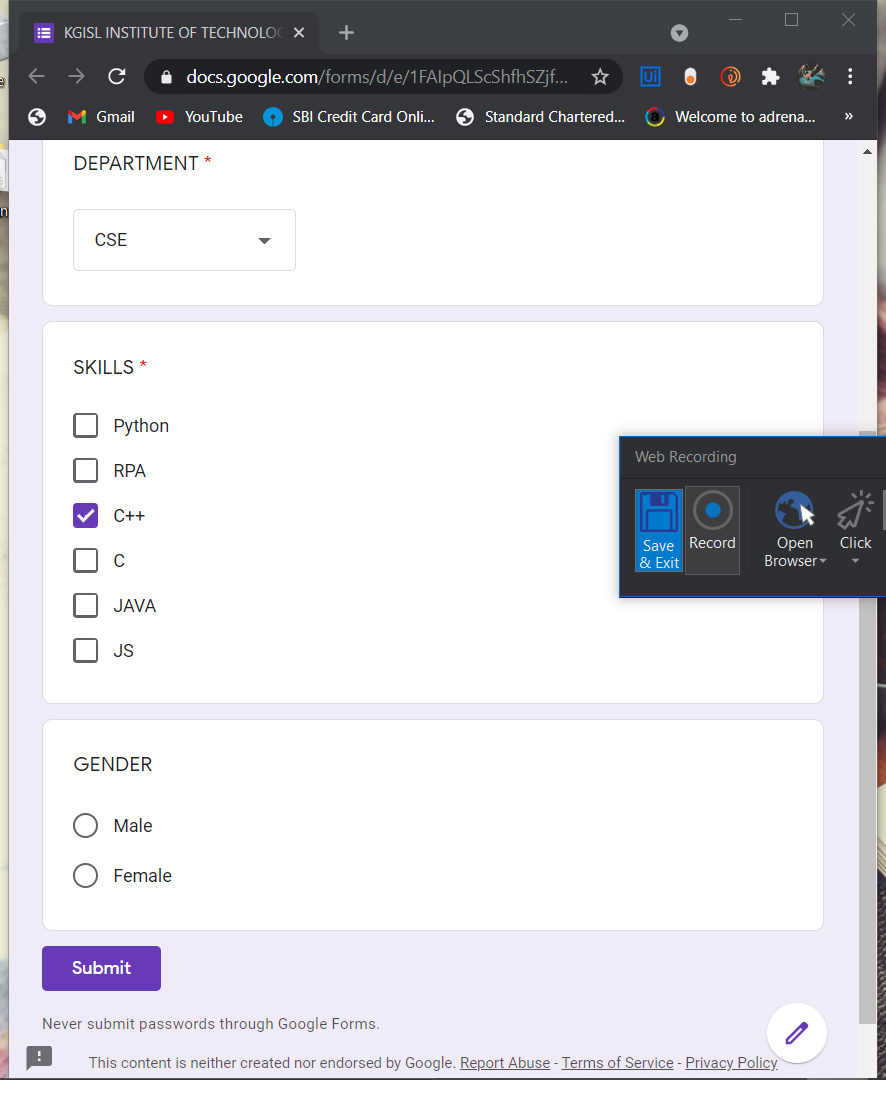 KGISL INSTITUTE OF TECHNOLO
docs.google.com/forms/d/e/1FAIpQLScShfhSZjf...
Ui
Gmail
YouTube
SBI Credit Card Onli...
Standard Chartered...
a
Welcome to adrena...
»
DEPARTMENT *
CSE
SKILLS *
Python
RPA
C++
C
JAVA
JS
Web Recording
Save & Exit
Record
Open Browser
Click
GENDER
Male
Female
Submit
Never submit passwords through Google Forms.
This content is neither created nor endorsed by Google. Report Abuse - Terms of Service - Privacy Policy